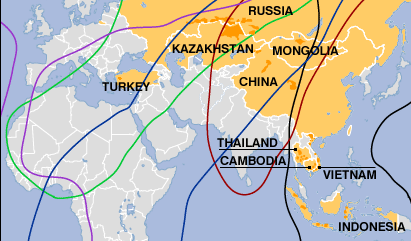 RUSSIA
KAZAKHSTAN
MONGOLIA
TURKEY
CHINA
THAILAND
CAMBODIA
VIETNAM
INDONESIA